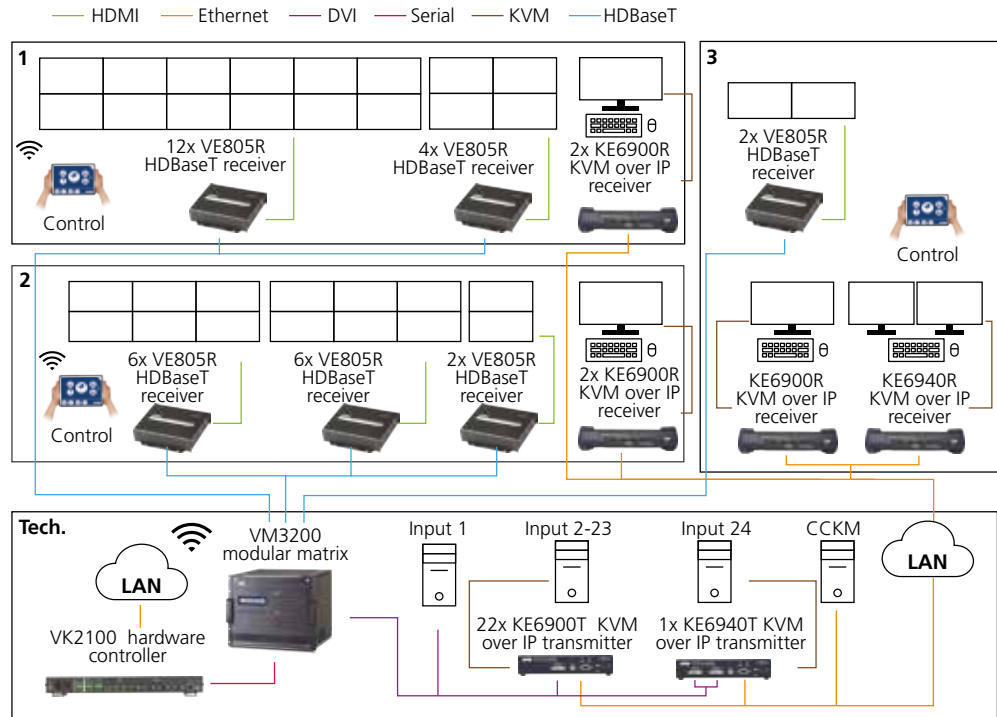 HDMI
Ethernet
DVI
Serial
KVM
HDBaseT
1
12x VE805R
HDBaseT receiver
4x VE805R
HDBaseT receiver
2x KE6900R
KVM over IP
receiver
Control
2
6x VE805R
HDBaseT
receiver
6x VE805R
HDBaseT
receiver
2x VE805R
HDBaseT
receiver
2x KE6900R
KVM over IP
receiver
Control
3
2x VE805R
HDBaseT
receiver
Control
KE6900R
KVM over IP
receiver
KE6940R
KVM over IP
receiver
Tech.
LAN
VM3200
modular matrix
VK2100 hardware
controller
Input 1
Input 2-23
Input 24
CCKM
22x KE6900T KVM
over IP transmitter
1x KE6940T KVM
over IP transmitter
LAN